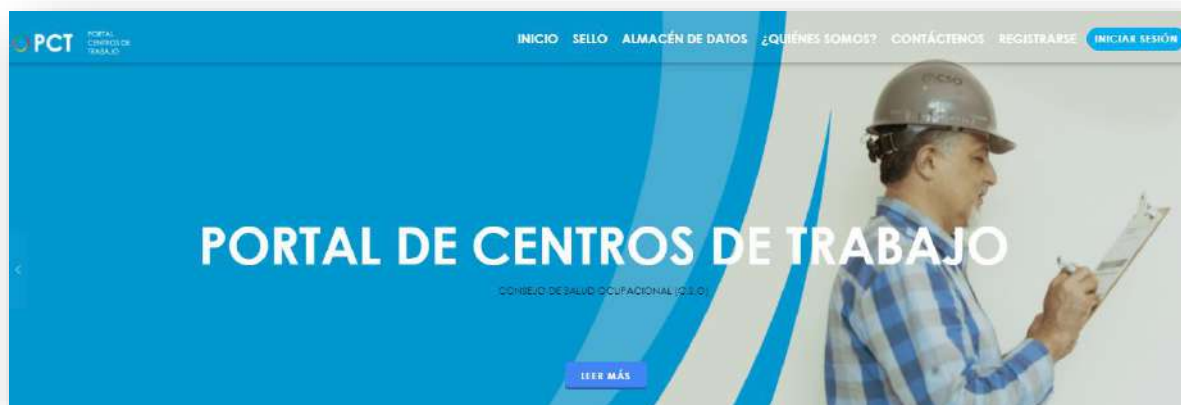 PCT
PORTAL
CENTROS DE
TRABAJO
INICIO SELLO ALMACÉN DE DATOS ¿QUIÉNES SOMOS? CONTÁCTENOS REGISTRARSE INICIAR SESIÓN
CSO
PORTAL DE CENTROS DE TRABAJO
CONSEJO DE SALUD OCUPACIONAL (C.S.O)
LEER MÁS